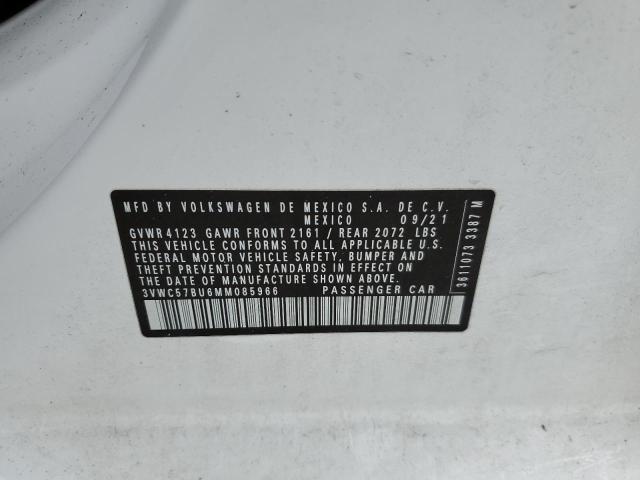 MFD BY VOLKSWAGEN DE MEXICO S.A. DE C.V.
MEXICO 09/21
GVWR 4123 GAWR FRONT 2161 / REAR 2072 LBS
THIS VEHICLE CONFORMS TO ALL APPLICABLE U.S.
FEDERAL MOTOR VEHICLE SAFETY, BUMPER AND
THEFT PREVENTION STANDARDS IN EFFECT ON
THE DATE OF MANUFACTURE SHOWN ABOVE.
3VWC57BU6MM085966 PASSENGER CAR
3611073 3387 M